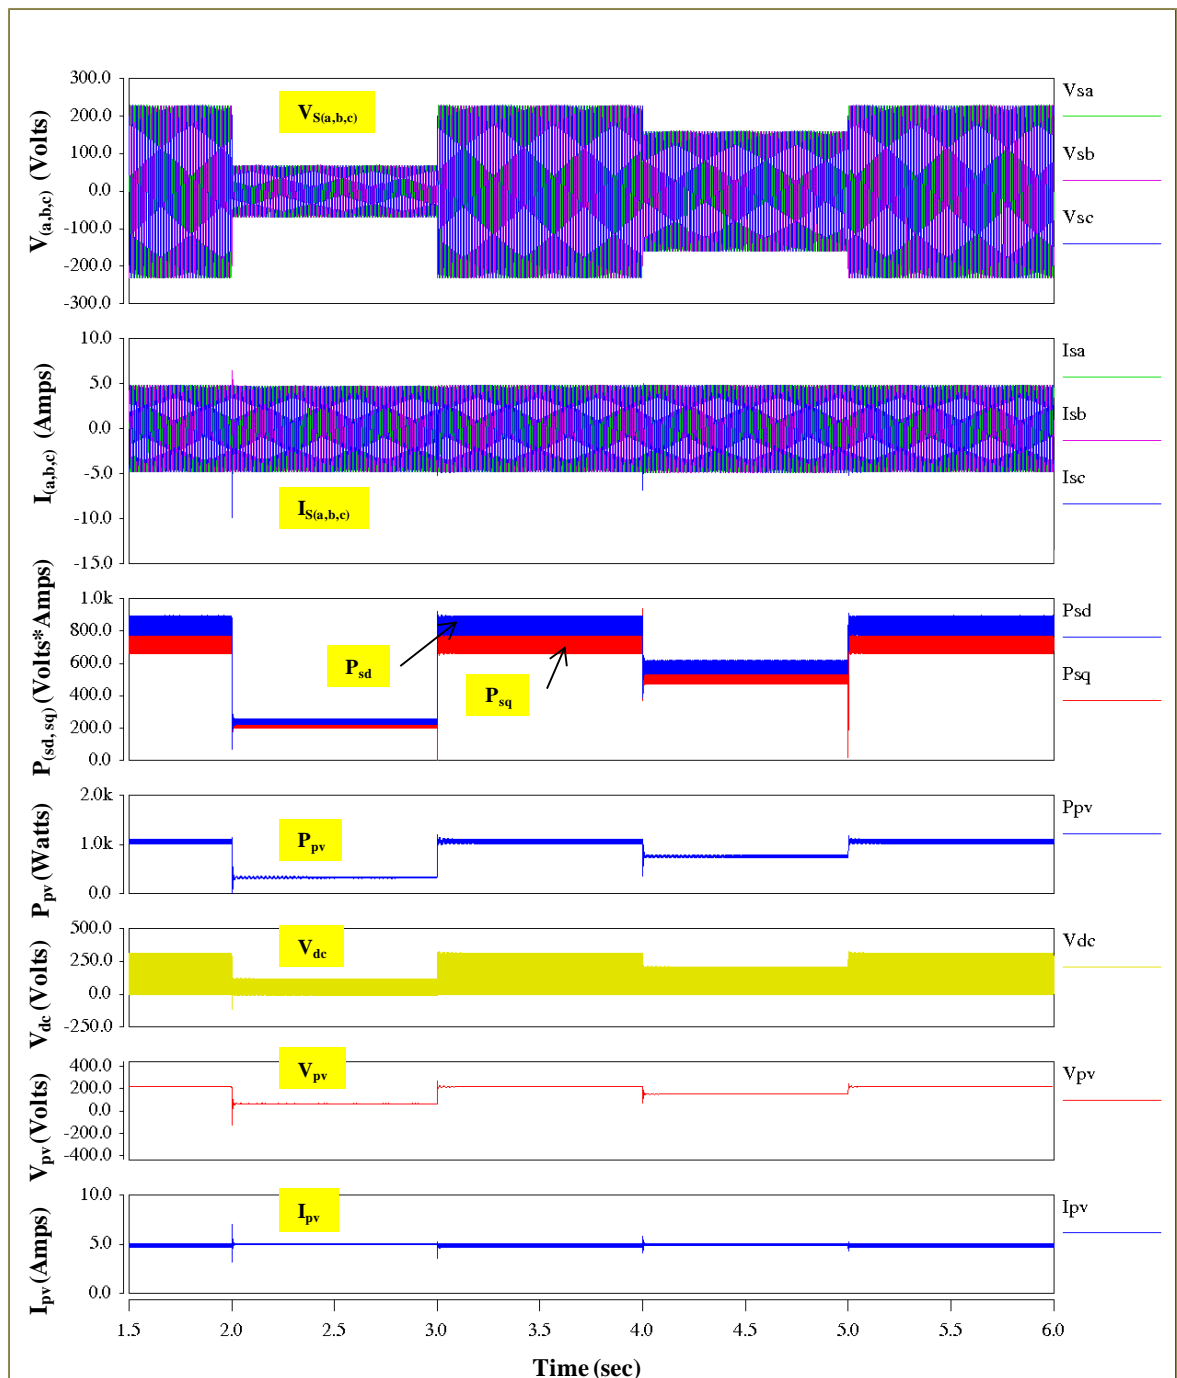 V(a,b,c) (Volts)
300.0
200.0
100.0
0.0
-100.0
-200.0
-300.0
VS(a,b,c)
Vsa
Vsb
Vsc
I(a,b,c) (Amps)
10.0
5.0
0.0
-5.0
-10.0
-15.0
IS(a,b,c)
Isa
Isb
Isc
P(sd, sq) (Volts*Amps)
1.0k
800.0
600.0
400.0
200.0
0.0
Psd
Psq
Psd
Psq
Ppv (Watts)
2.0k
1.0k
0.0
Ppv
Ppv
Vdc (Volts)
500.0
250.0
0.0
-250.0
Vdc
Vdc
Vpv (Volts)
400.0
200.0
0.0
-200.0
-400.0
Vpv
Vpv
Ipv (Amps)
10.0
5.0
0.0
Ipv
Ipv
1.5 2.0 2.5 3.0 3.5 4.0 4.5 5.0 5.5 6.0
Time (sec)